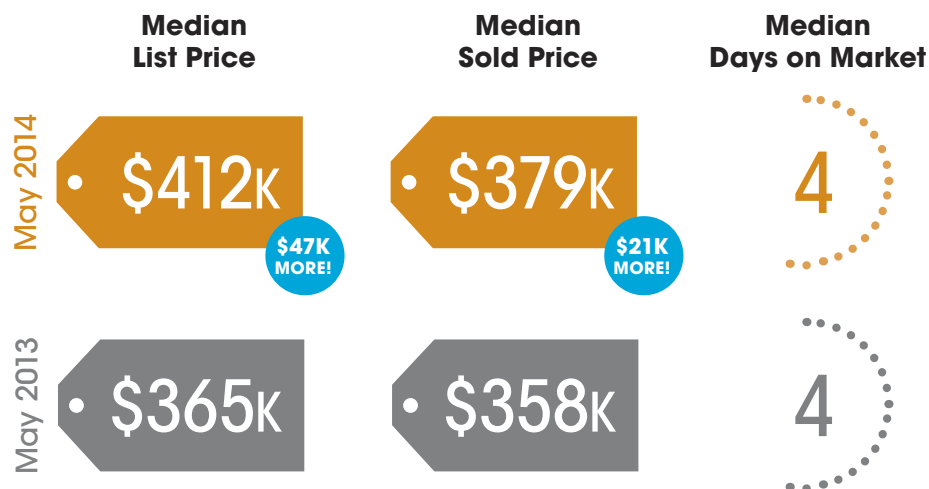 Median
List Price
Median
Sold Price
Median
Days on Market
May 2014
$412K
$47K
MORE!
$379K
$21K
MORE!
4
May 2013
$365K
$358K
4